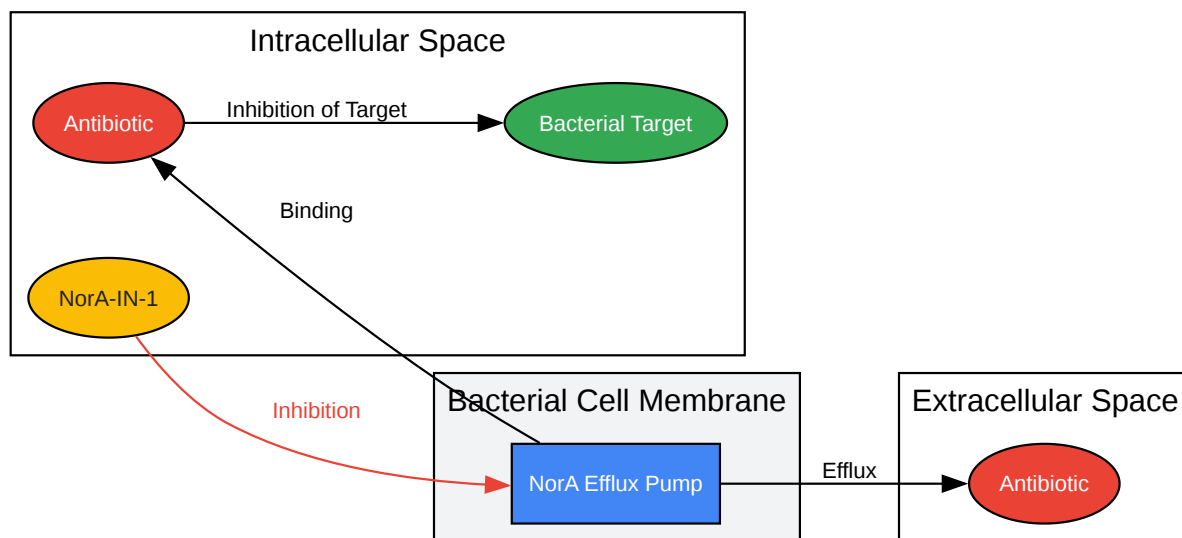 Intracellular Space
Antibiotic
Inhibition of Target
Bacterial Target
Binding
NorA-IN-1
Inhibition
Bacterial Cell Membrane
NorA Efflux Pump
Efflux
Extracellular Space
Antibiotic